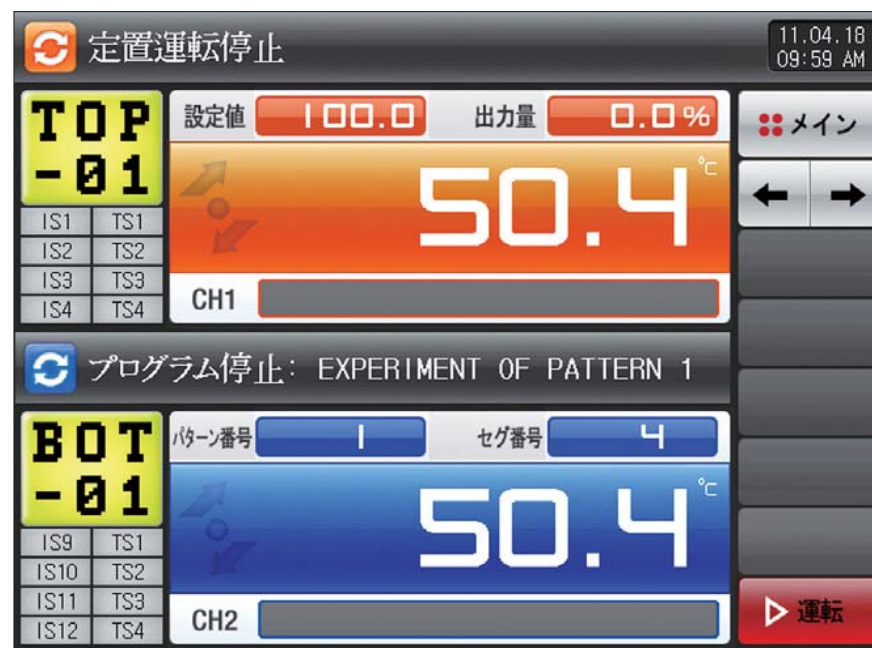 定置運転停止
11.04.18
09:59 AM
TOP
-01
設定値 100.0 出力量 0.0%
メイン
50.4 ℃
← →
IS1 TS1
IS2 TS2
IS3 TS3
IS4 TS4
CH1
プログラム停止: EXPERIMENT OF PATTERN 1
BOT
-01
パターン番号 1 セグ番号 4
50.4 ℃
IS9 TS1
IS10 TS2
IS11 TS3
IS12 TS4
CH2
運転